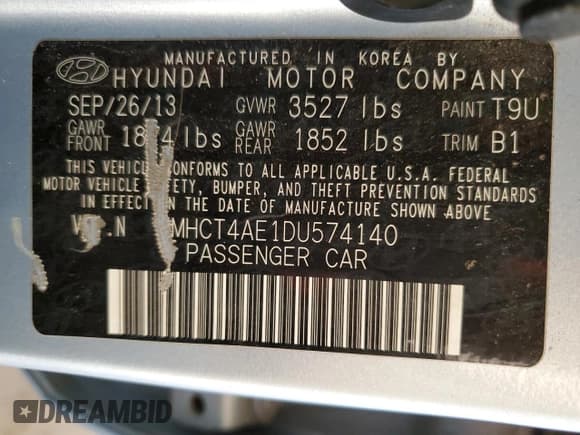 MANUFACTURED IN KOREA BY
HYUNDAI MOTOR COMPANY
SEP/26/13 GVWR 3527 lbs PAINT T9U
GAWR FRONT lbs GAWR REAR 1852 lbs TRIM B1
THIS VEHICLE CONFORMS TO ALL APPLICABLE U.S.A. FEDERAL
MOTOR VEHICLE SAFETY, BUMPER, AND THEFT PREVENTION STANDARDS
IN EFFECT ON THE DATE OF MANUFACTURE SHOWN ABOVE
MHCT4AE1DU574140
PASSENGER CAR
DREAMBID